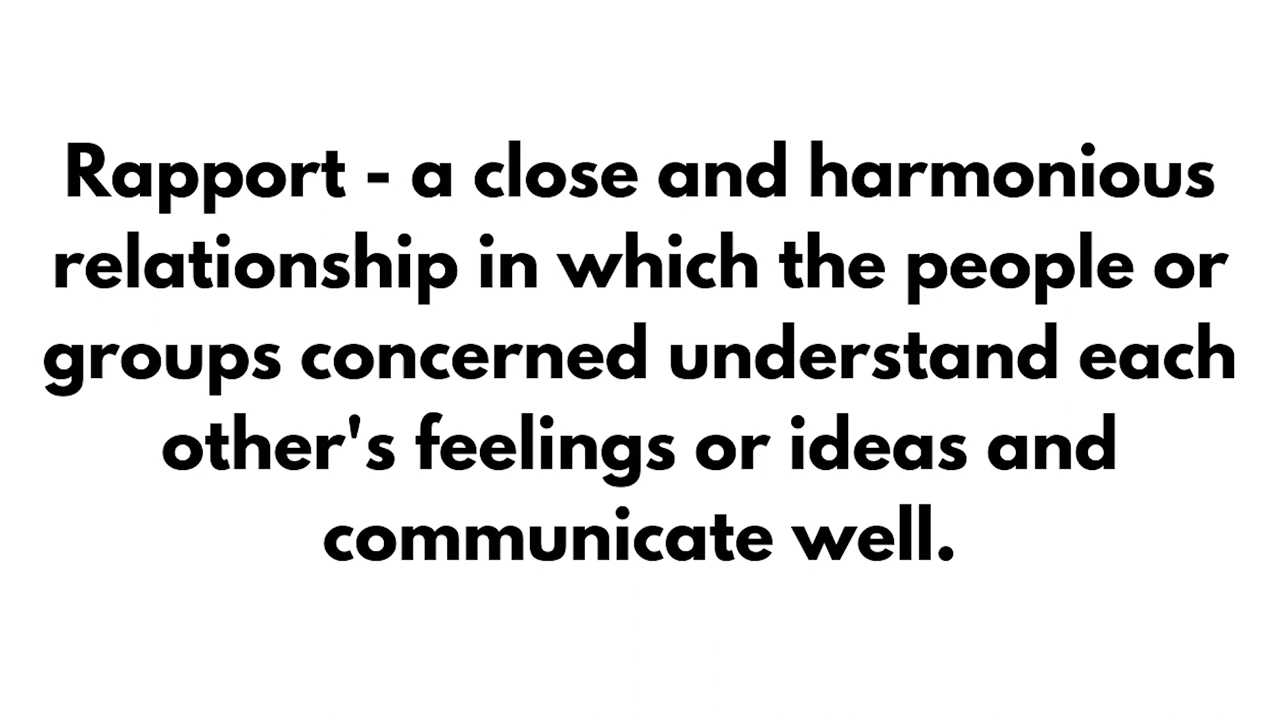 Rapport - a close and harmonious
relationship in which the people or
groups concerned understand each
other's feelings or ideas and
communicate well.